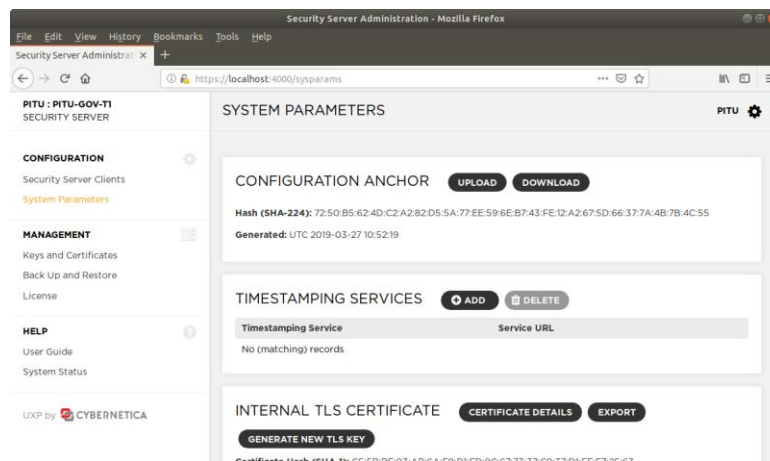 Security Server Administration - Mozilla Firefox
File Edit View History Bookmarks Tools Help
Security Server Administrat
https://localhost:4000/sysparams
PITU : PITU-GOV-T1
SECURITY SERVER
SYSTEM PARAMETERS
PITU
CONFIGURATION
Security Server Clients
System Parameters
MANAGEMENT
Keys and Certificates
Back Up and Restore
License
HELP
User Guide
System Status
UXP by CYBERNETICA
CONFIGURATION ANCHOR UPLOAD DOWNLOAD
Hash (SHA-224): 72:50:B5:62:4D:C2:A2:82:D5:5A:77:EE:59:6E:B7:43:FE:12:A2:67:5D:66:37:7A:4B:7B:4C:55
Generated: UTC 2019-03-27 10:52:19
TIMESTAMPING SERVICES ADD DELETE
Timestamping Service Service URL
No (matching) records
INTERNAL TLS CERTIFICATE CERTIFICATE DETAILS EXPORT
GENERATE NEW TLS KEY
Certificate Hash (SHA-1):